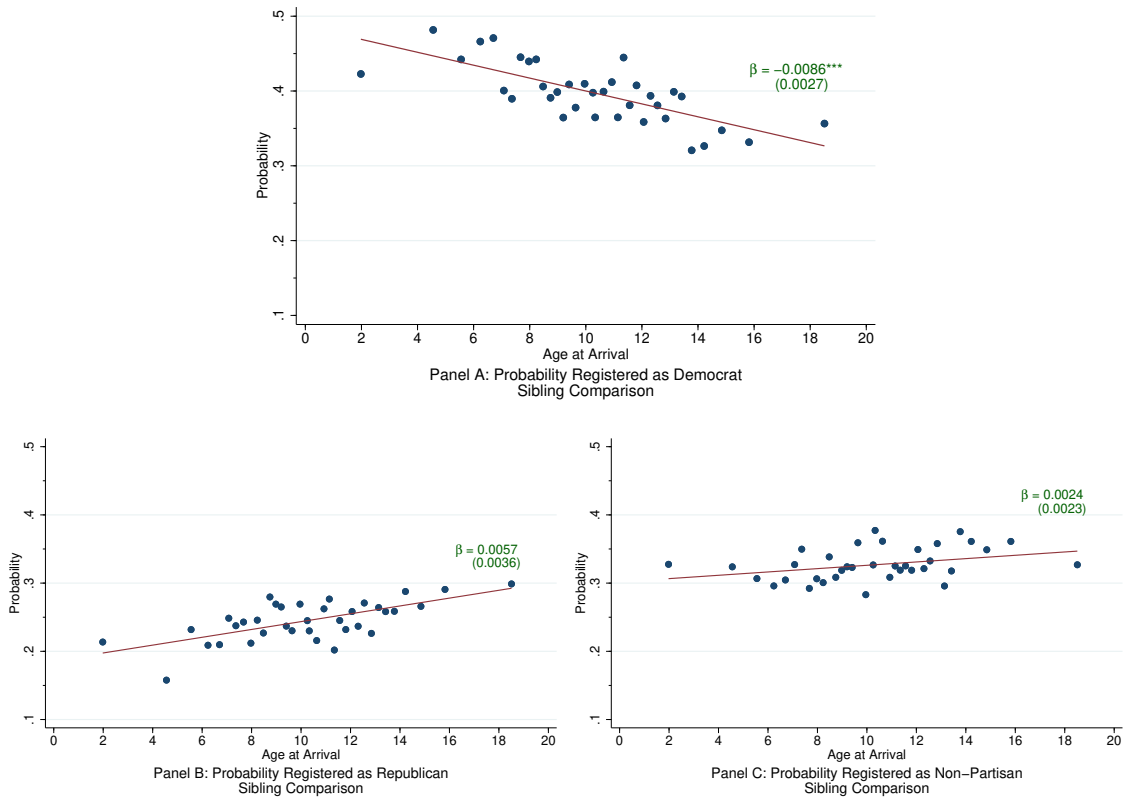 .5
.4
.3
.2
.1
Probability
β = −0.0086***
(0.0027)
0 2 4 6 8 10 12 14 16 18 20
Age at Arrival
Panel A: Probability Registered as Democrat
Sibling Comparison
.5
.4
.3
.2
.1
Probability
β = 0.0057
(0.0036)
0 2 4 6 8 10 12 14 16 18 20
Age at Arrival
Panel B: Probability Registered as Republican
Sibling Comparison
.5
.4
.3
.2
.1
Probability
β = 0.0024
(0.0023)
0 2 4 6 8 10 12 14 16 18 20
Age at Arrival
Panel C: Probability Registered as Non−Partisan
Sibling Comparison